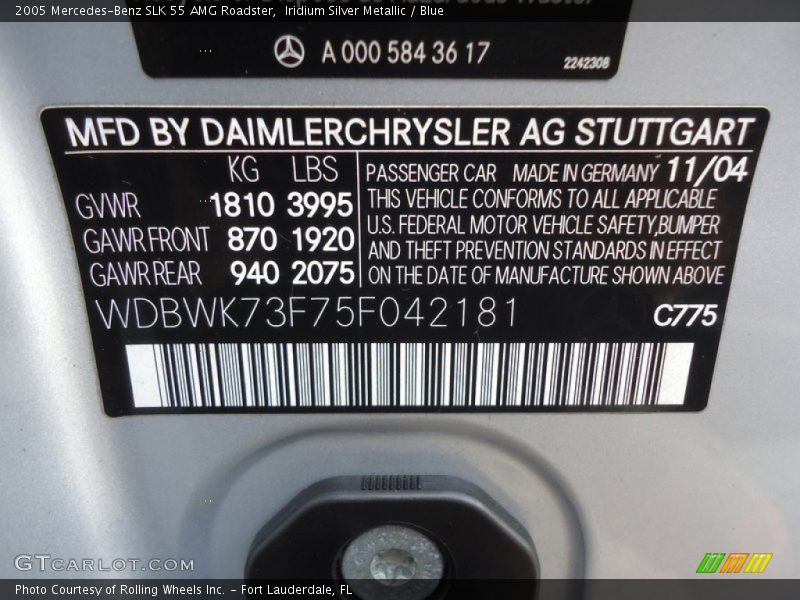 2005 Mercedes-Benz SLK 55 AMG Roadster,  Iridium Silver Metallic / Blue
A 000 584 36 17
2242308
MFD BY DAIMLERCHRYSLER AG STUTTGART
KG LBS
GVWR 1810 3995
GAWR FRONT 870 1920
GAWR REAR 940 2075
PASSENGER CAR MADE IN GERMANY 11/04
THIS VEHICLE CONFORMS TO ALL APPLICABLE
U.S. FEDERAL MOTOR VEHICLE SAFETY,BUMPER
AND THEFT PREVENTION STANDARDS IN EFFECT
ON THE DATE OF MANUFACTURE SHOWN ABOVE
WDBWK73F75F042181 C775
GTCARLOT.COM
Photo Courtesy of Rolling Wheels Inc. - Fort Lauderdale, FL